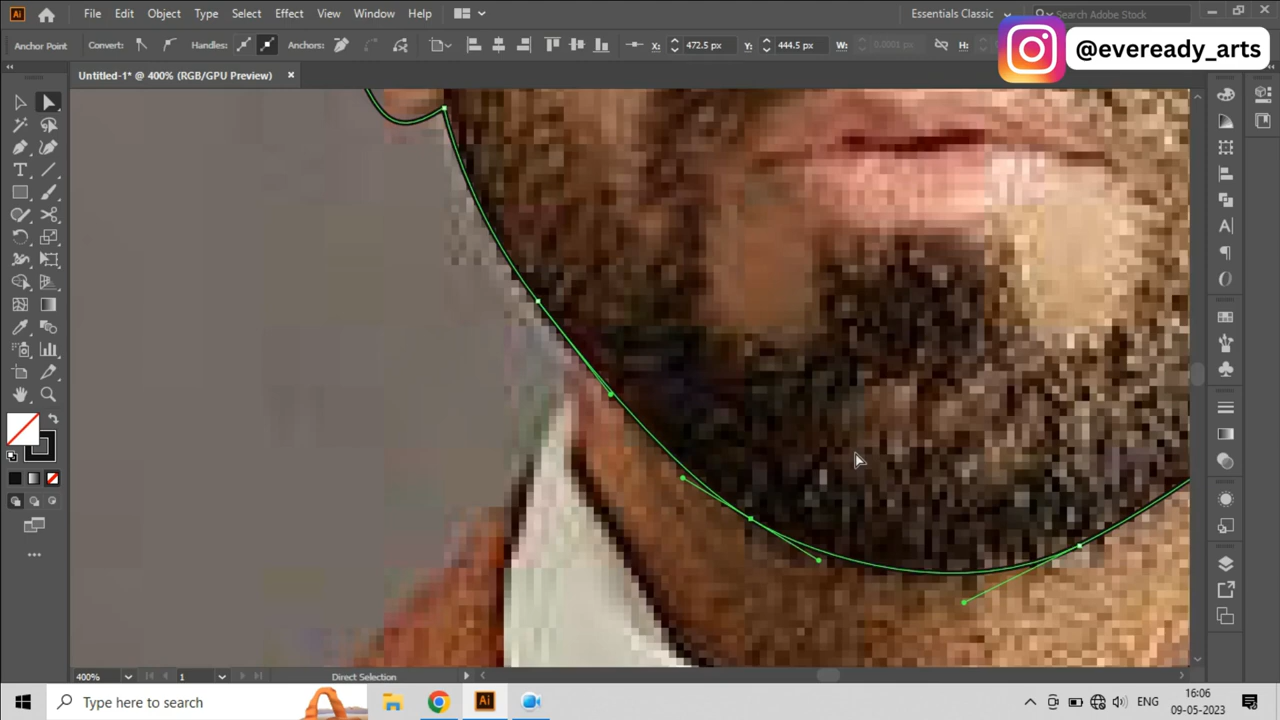 Ai
File Edit Object Type Select Effect View Window Help
Essentials Classic
Search Adobe Stock
@eveready_arts
Anchor Point
Convert:
Handles:
Anchors:
X: 472.5 px
Y: 444.5 px
W: 0.0001 px
H:
Untitled-1* @ 400% (RGB/GPU Preview)
400%
1
Direct Selection
Type here to search
Ai
ENG
16:06
09-05-2023